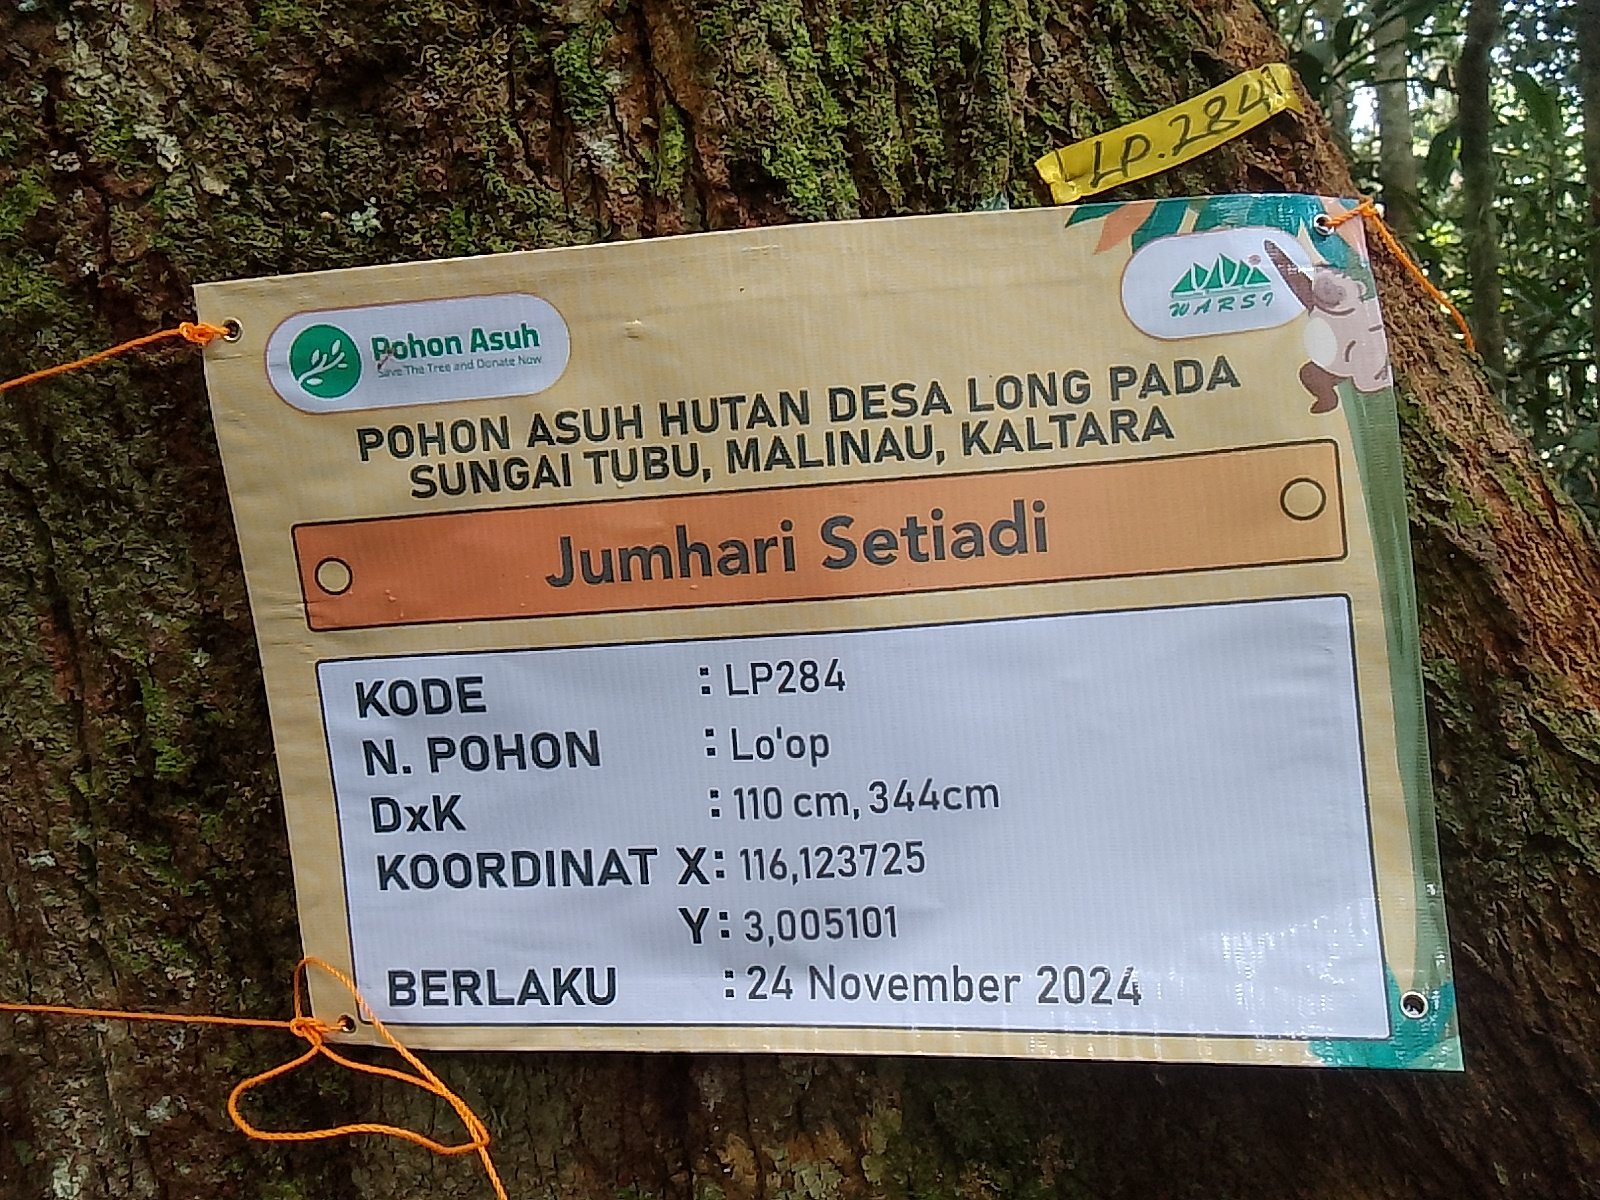 LP.284
Pohon Asuh
Save The Tree and Donate Now
WARSI
POHON ASUH HUTAN DESA LONG PADA
SUNGAI TUBU, MALINAU, KALTARA
Jumhari Setiadi
KODE : LP284
N. POHON : Lo'op
DxK : 110 cm, 344cm
KOORDINAT X: 116,123725
Y: 3,005101
BERLAKU : 24 November 2024